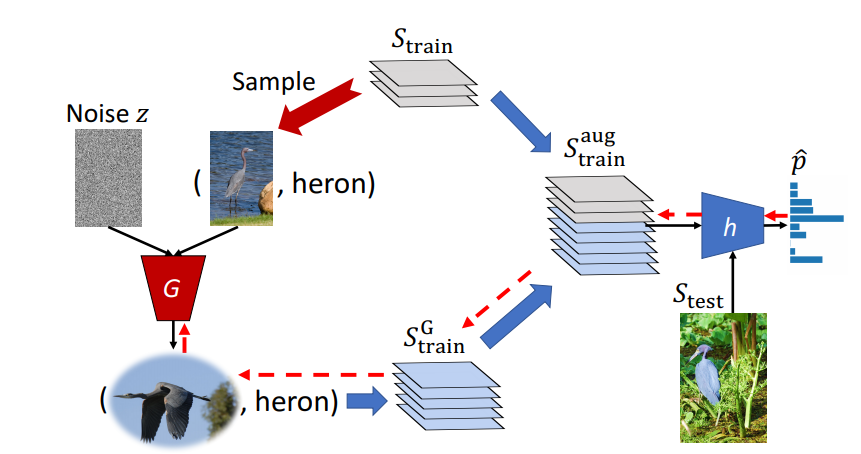 S_train
Sample
Noise z
( , heron)
S_train^aug
p̂
h
G
S_test
S_train^G
( , heron)